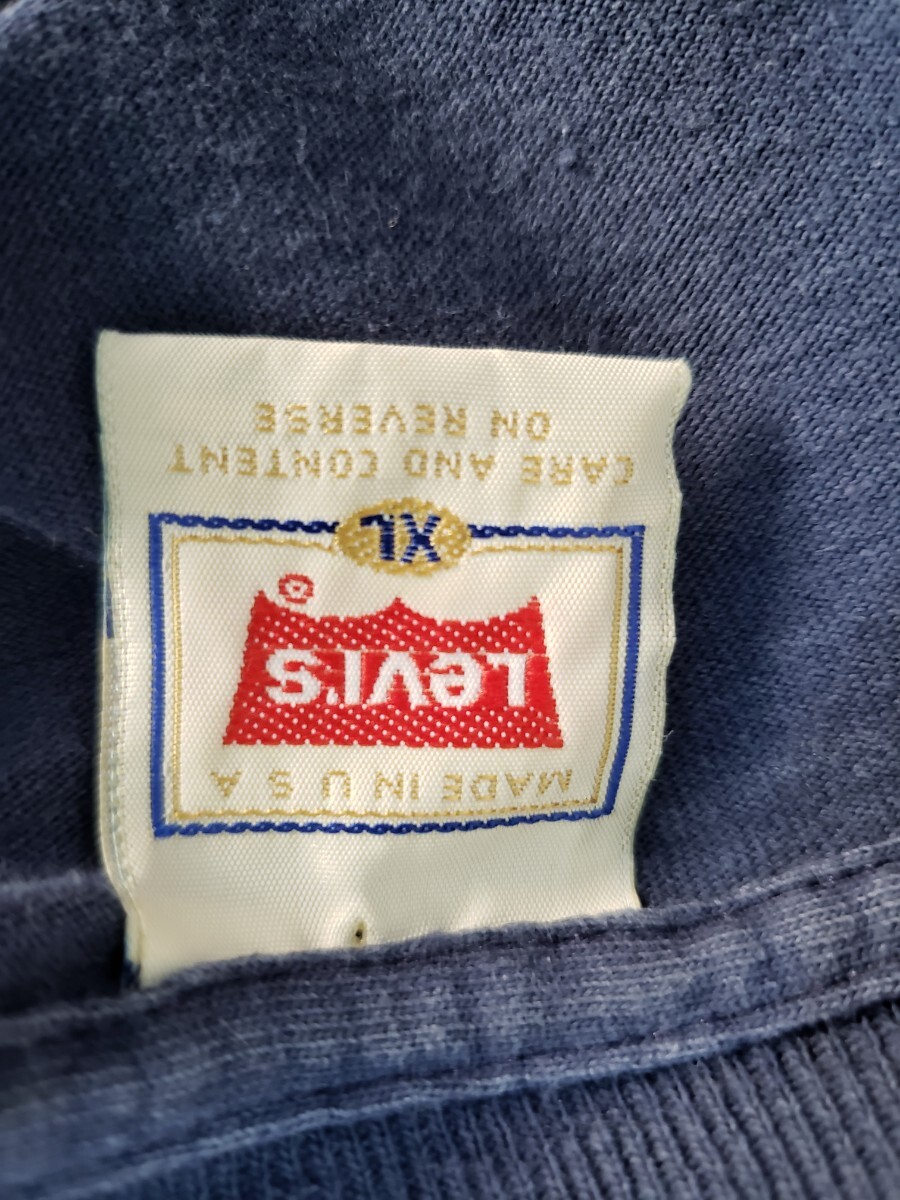 MADE IN U S A
LEVI'S
®
XL
CARE AND CONTENT
ON REVERSE